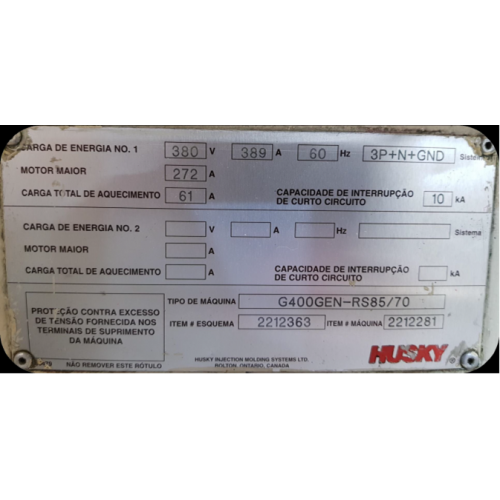 CARGA DE ENERGIA NO. 1 380 V 389 A 60 Hz 3P+N+GND Sistema
MOTOR MAIOR 272 A
CARGA TOTAL DE AQUECIMENTO 61 A CAPACIDADE DE INTERRUPÇÃO DE CURTO CIRCUITO 10 kA
CARGA DE ENERGIA NO. 2 V A Hz Sistema
MOTOR MAIOR A
CARGA TOTAL DE AQUECIMENTO A CAPACIDADE DE INTERRUPÇÃO DE CURTO CIRCUITO kA
PROTEÇÃO CONTRA EXCESSO
DE TENSÃO FORNECIDA NOS
TERMINAIS DE SUPRIMENTO
DA MÁQUINA
TIPO DE MÁQUINA G400GEN-RS85/70
ITEM # ESQUEMA 2212363 ITEM # MÁQUINA 2212281
NÃO REMOVER ESTE RÓTULO
HUSKY INJECTION MOLDING SYSTEMS LTD.
BOLTON, ONTARIO, CANADA
HUSKY